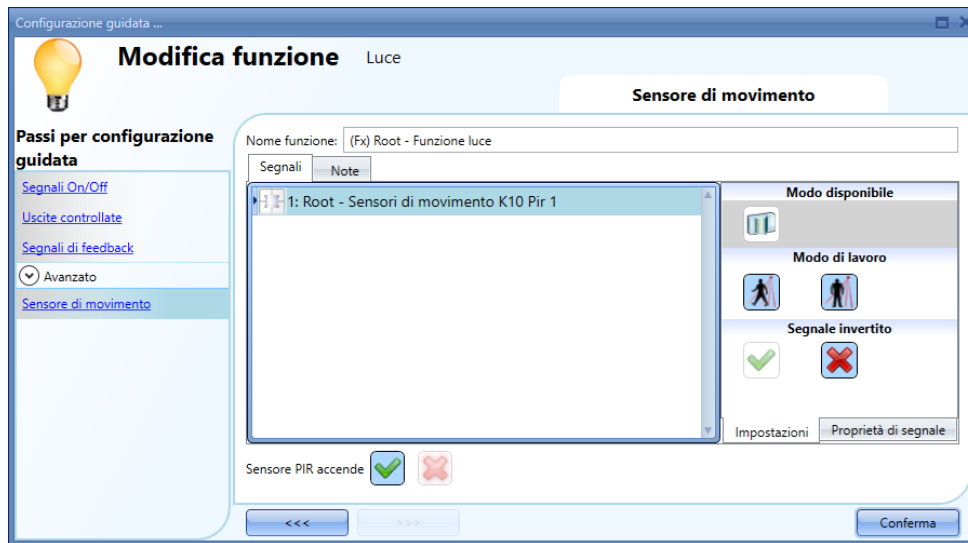 Configurazione guidata ...
Modifica funzione Luce
Sensore di movimento
Passi per configurazione
guidata
Segnali On/Off
Uscite controllate
Segnali di feedback
Avanzato
Sensore di movimento
Nome funzione: (Fx) Root - Funzione luce
Segnali Note
1: Root - Sensori di movimento K10 Pir 1
Modo disponibile
Modo di lavoro
Segnale invertito
Impostazioni Proprietà di segnale
Sensore PIR accende
<<< >>> Conferma